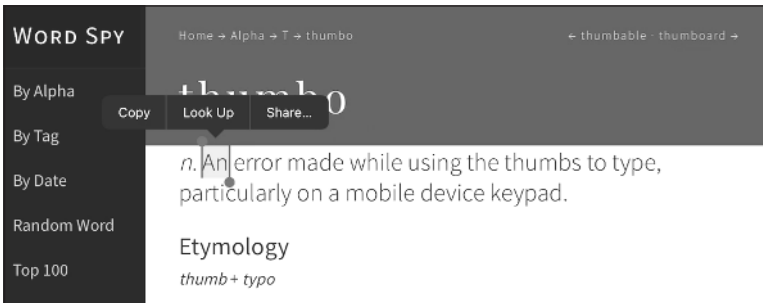 WORD SPY
Home → Alpha → T → thumbo
← thumbable · thumboard →
By Alpha
thumbo
Copy
Look Up
Share...
By Tag
By Date
Random Word
Top 100
n. An error made while using the thumbs to type,
particularly on a mobile device keypad.
Etymology
thumb + typo